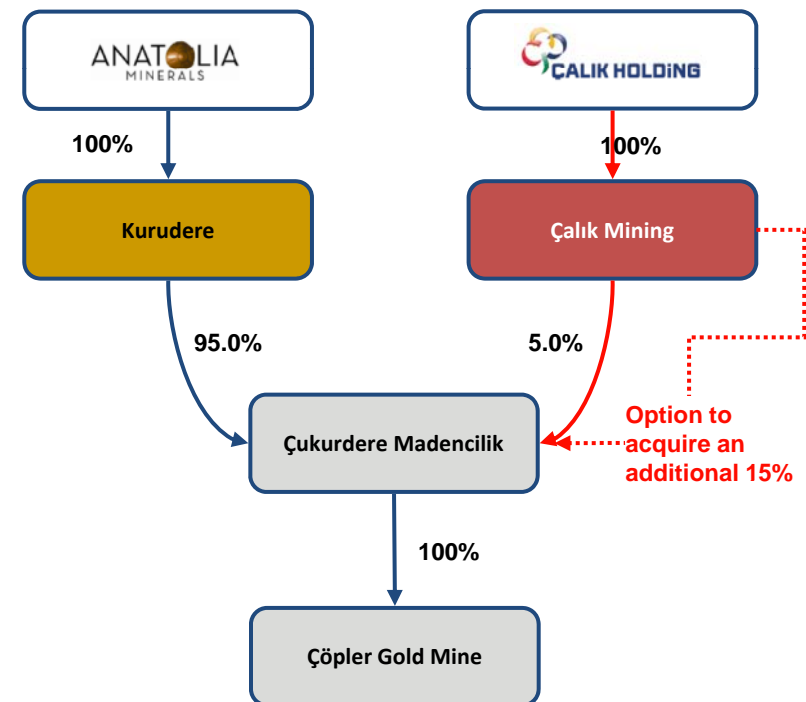 ANATOLIA
MINERALS
ÇALIK HOLDiNG
100%
100%
Kurudere
Çalık Mining
95.0%
5.0%
Option to
acquire an
additional 15%
Çukurdere Madencilik
100%
Çöpler Gold Mine